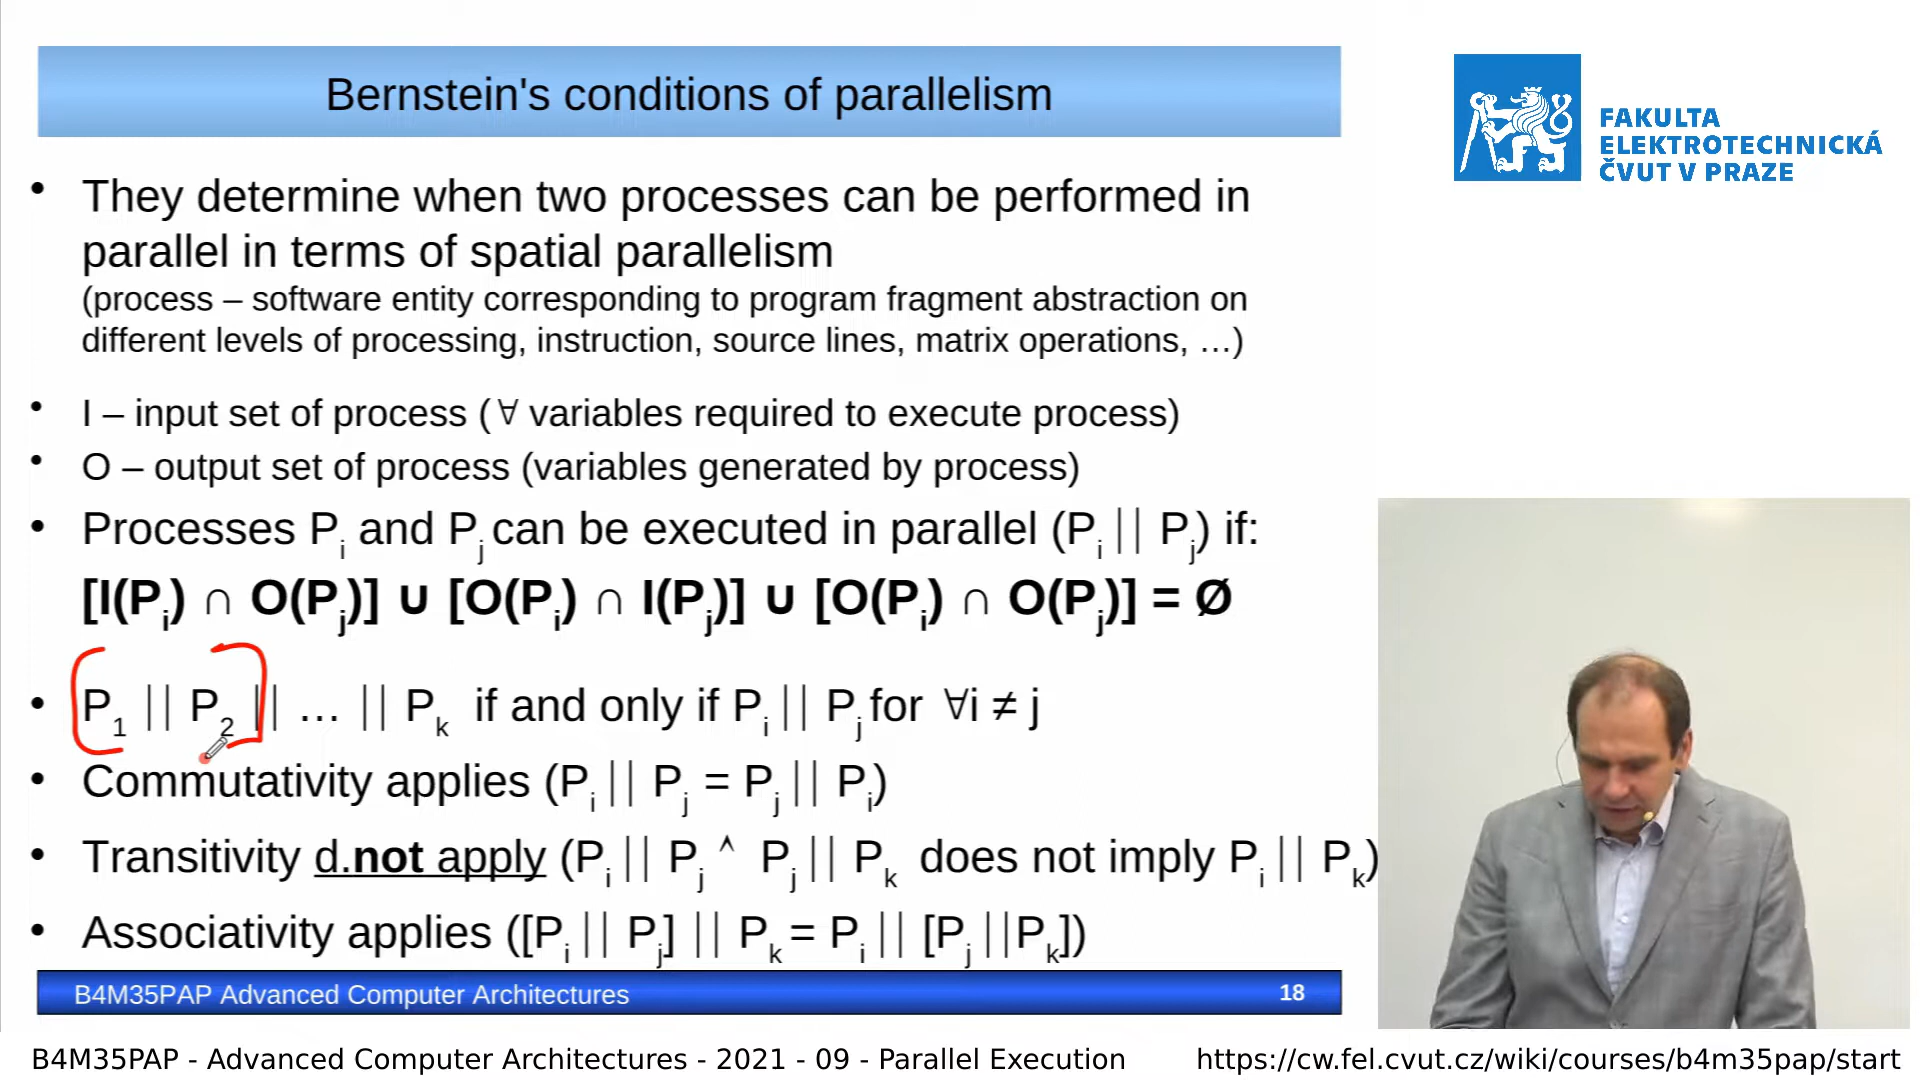 Bernstein's conditions of parallelism
• They determine when two processes can be performed in
parallel in terms of spatial parallelism
(process – software entity corresponding to program fragment abstraction on
different levels of processing, instruction, source lines, matrix operations, …)
• I – input set of process (∀ variables required to execute process)
• O – output set of process (variables generated by process)
• Processes Pi and Pj can be executed in parallel (Pi || Pj) if:
[I(Pi) ∩ O(Pj)] ∪ [O(Pi) ∩ I(Pj)] ∪ [O(Pi) ∩ O(Pj)] = Ø
• P1 || P2 || … || Pk if and only if Pi || Pj for ∀i ≠ j
• Commutativity applies (Pi || Pj = Pj || Pi)
• Transitivity d.not apply (Pi || Pj ^ Pj || Pk does not imply Pi || Pk)
• Associativity applies ([Pi || Pj] || Pk = Pi || [Pj ||Pk])
B4M35PAP Advanced Computer Architectures 18
FAKULTA
ELEKTROTECHNICKÁ
ČVUT V PRAZE
B4M35PAP - Advanced Computer Architectures - 2021 - 09 - Parallel Execution https://cw.fel.cvut.cz/wiki/courses/b4m35pap/start